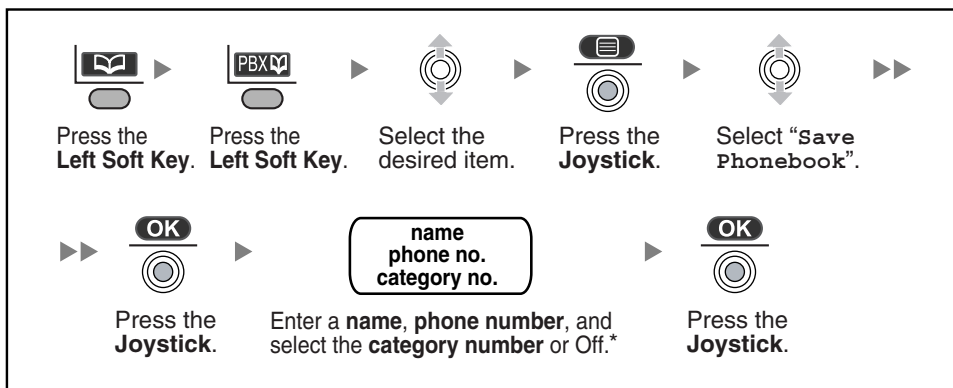 PBX
Press the
Left Soft Key.
Press the
Left Soft Key.
Select the
desired item.
Press the
Joystick.
Select “Save
Phonebook”.
OK
Press the
Joystick.
name
phone no.
category no.
Enter a name, phone number, and
select the category number or Off.*
OK
Press the
Joystick.